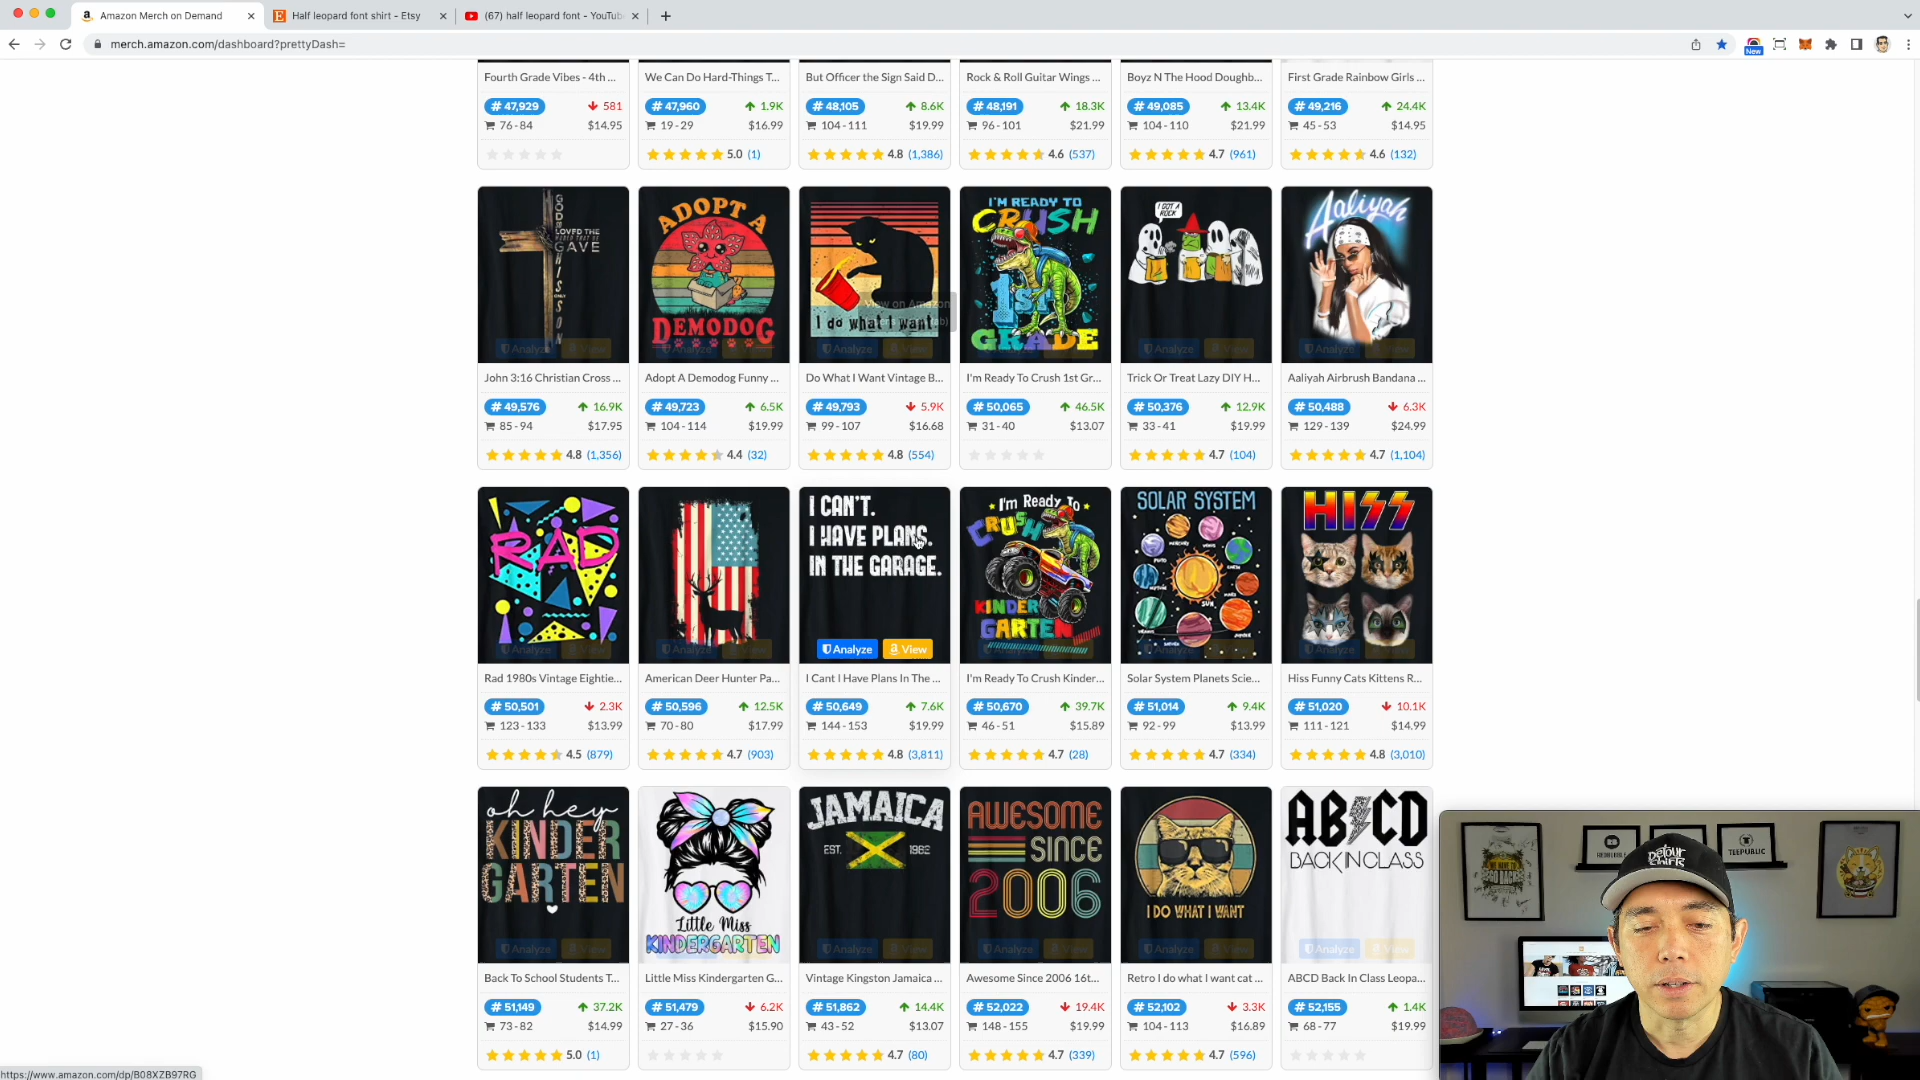 Amazon Merch on Demand
Half leopard font shirt - Etsy
(67) half leopard font - YouTube
merch.amazon.com/dashboard?prettyDash=
New
Fourth Grade Vibes - 4th ...
We Can Do Hard-Things T...
But Officer the Sign Said D...
Rock & Roll Guitar Wings ...
Boyz N The Hood Doughb...
First Grade Rainbow Girls ...
# 47,929 581
# 47,960 1.9K
# 48,105 8.6K
# 48,191 18.3K
# 49,085 13.4K
# 49,216 24.4K
76 - 84 $14.95
19 - 29 $16.99
104 - 111 $19.99
96 - 101 $21.99
104 - 110 $21.99
45 - 53 $14.95
5.0 (1)
4.8 (1,386)
4.6 (537)
4.7 (961)
4.6 (132)
GOD SO
LOVED THE
WORLD THAT HE
GAVE
HIS
ONLY
SON
ADOPT A
DEMODOG
I do what I want.
View on Amazon
I'M READY TO
CRUSH
1ST
GRADE
I GOT A
ROCK
Aaliyah
John 3:16 Christian Cross ...
Adopt A Demodog Funny ...
Do What I Want Vintage B...
I'm Ready To Crush 1st Gr...
Trick Or Treat Lazy DIY H...
Aaliyah Airbrush Bandana ...
# 49,576 16.9K
# 49,723 6.5K
# 49,793 5.9K
# 50,065 46.5K
# 50,376 12.9K
# 50,488 6.3K
85 - 94 $17.95
104 - 114 $19.99
99 - 107 $16.68
31 - 40 $13.07
33 - 41 $19.99
129 - 139 $24.99
4.8 (1,356)
4.4 (32)
4.8 (554)
4.7 (104)
4.7 (1,104)
RAD
I CAN'T.
I HAVE PLANS.
IN THE GARAGE.
Analyze
View
I'm Ready To
CRUSH
KINDER
GARTEN
SOLAR SYSTEM
SUN
HISS
Rad 1980s Vintage Eightie...
American Deer Hunter Pa...
I Cant I Have Plans In The ...
I'm Ready To Crush Kinder...
Solar System Planets Scie...
Hiss Funny Cats Kittens R...
# 50,501 2.3K
# 50,596 12.5K
# 50,649 7.6K
# 50,670 39.7K
# 51,014 9.4K
# 51,020 10.1K
123 - 133 $13.99
70 - 80 $17.99
144 - 153 $19.99
46 - 51 $15.89
92 - 99 $13.99
111 - 121 $14.99
4.5 (879)
4.7 (903)
4.8 (3,811)
4.7 (28)
4.7 (334)
4.8 (3,010)
oh hey
KINDER
GARTEN
Little Miss
KINDERGARTEN
JAMAICA
EST. 1962
AWESOME
SINCE
2006
I DO WHAT I WANT
ABCD
BACK IN CLASS
Analyze
View
Back To School Students T...
Little Miss Kindergarten G...
Vintage Kingston Jamaica ...
Awesome Since 2006 16t...
Retro I do what I want cat ...
ABCD Back In Class Leopa...
# 51,149 37.2K
# 51,479 6.2K
# 51,862 14.4K
# 52,022 19.4K
# 52,102 3.3K
# 52,155 1.4K
73 - 82 $14.99
27 - 36 $15.90
43 - 52 $13.07
148 - 155 $19.99
104 - 113 $16.89
68 - 77 $19.99
5.0 (1)
4.7 (80)
4.7 (339)
4.7 (596)
TEEPUBLIC
DETOUR
SHIRTS
https://www.amazon.com/dp/B08XZB97RG